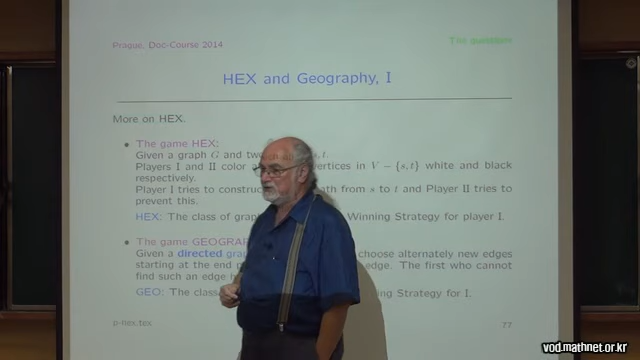 Prague, Doc-Course 2014
The questions
HEX and Geography, I
More on HEX.
• The game HEX:
Given a graph G and two s, t.
Players I and II color vertices in V − {s, t} white and black
respectively.
Player I tries to construct path from s to t and Player II tries to
prevent this.
HEX: The class of graph Winning Strategy for player I.
• The game GEOGRA
Given a directed gra choose alternately new edges
starting at the end p edge. The first who cannot
find such an edge
GEO: The class ning Strategy for I.
p-hex.tex
77
vod.mathnet.or.kr